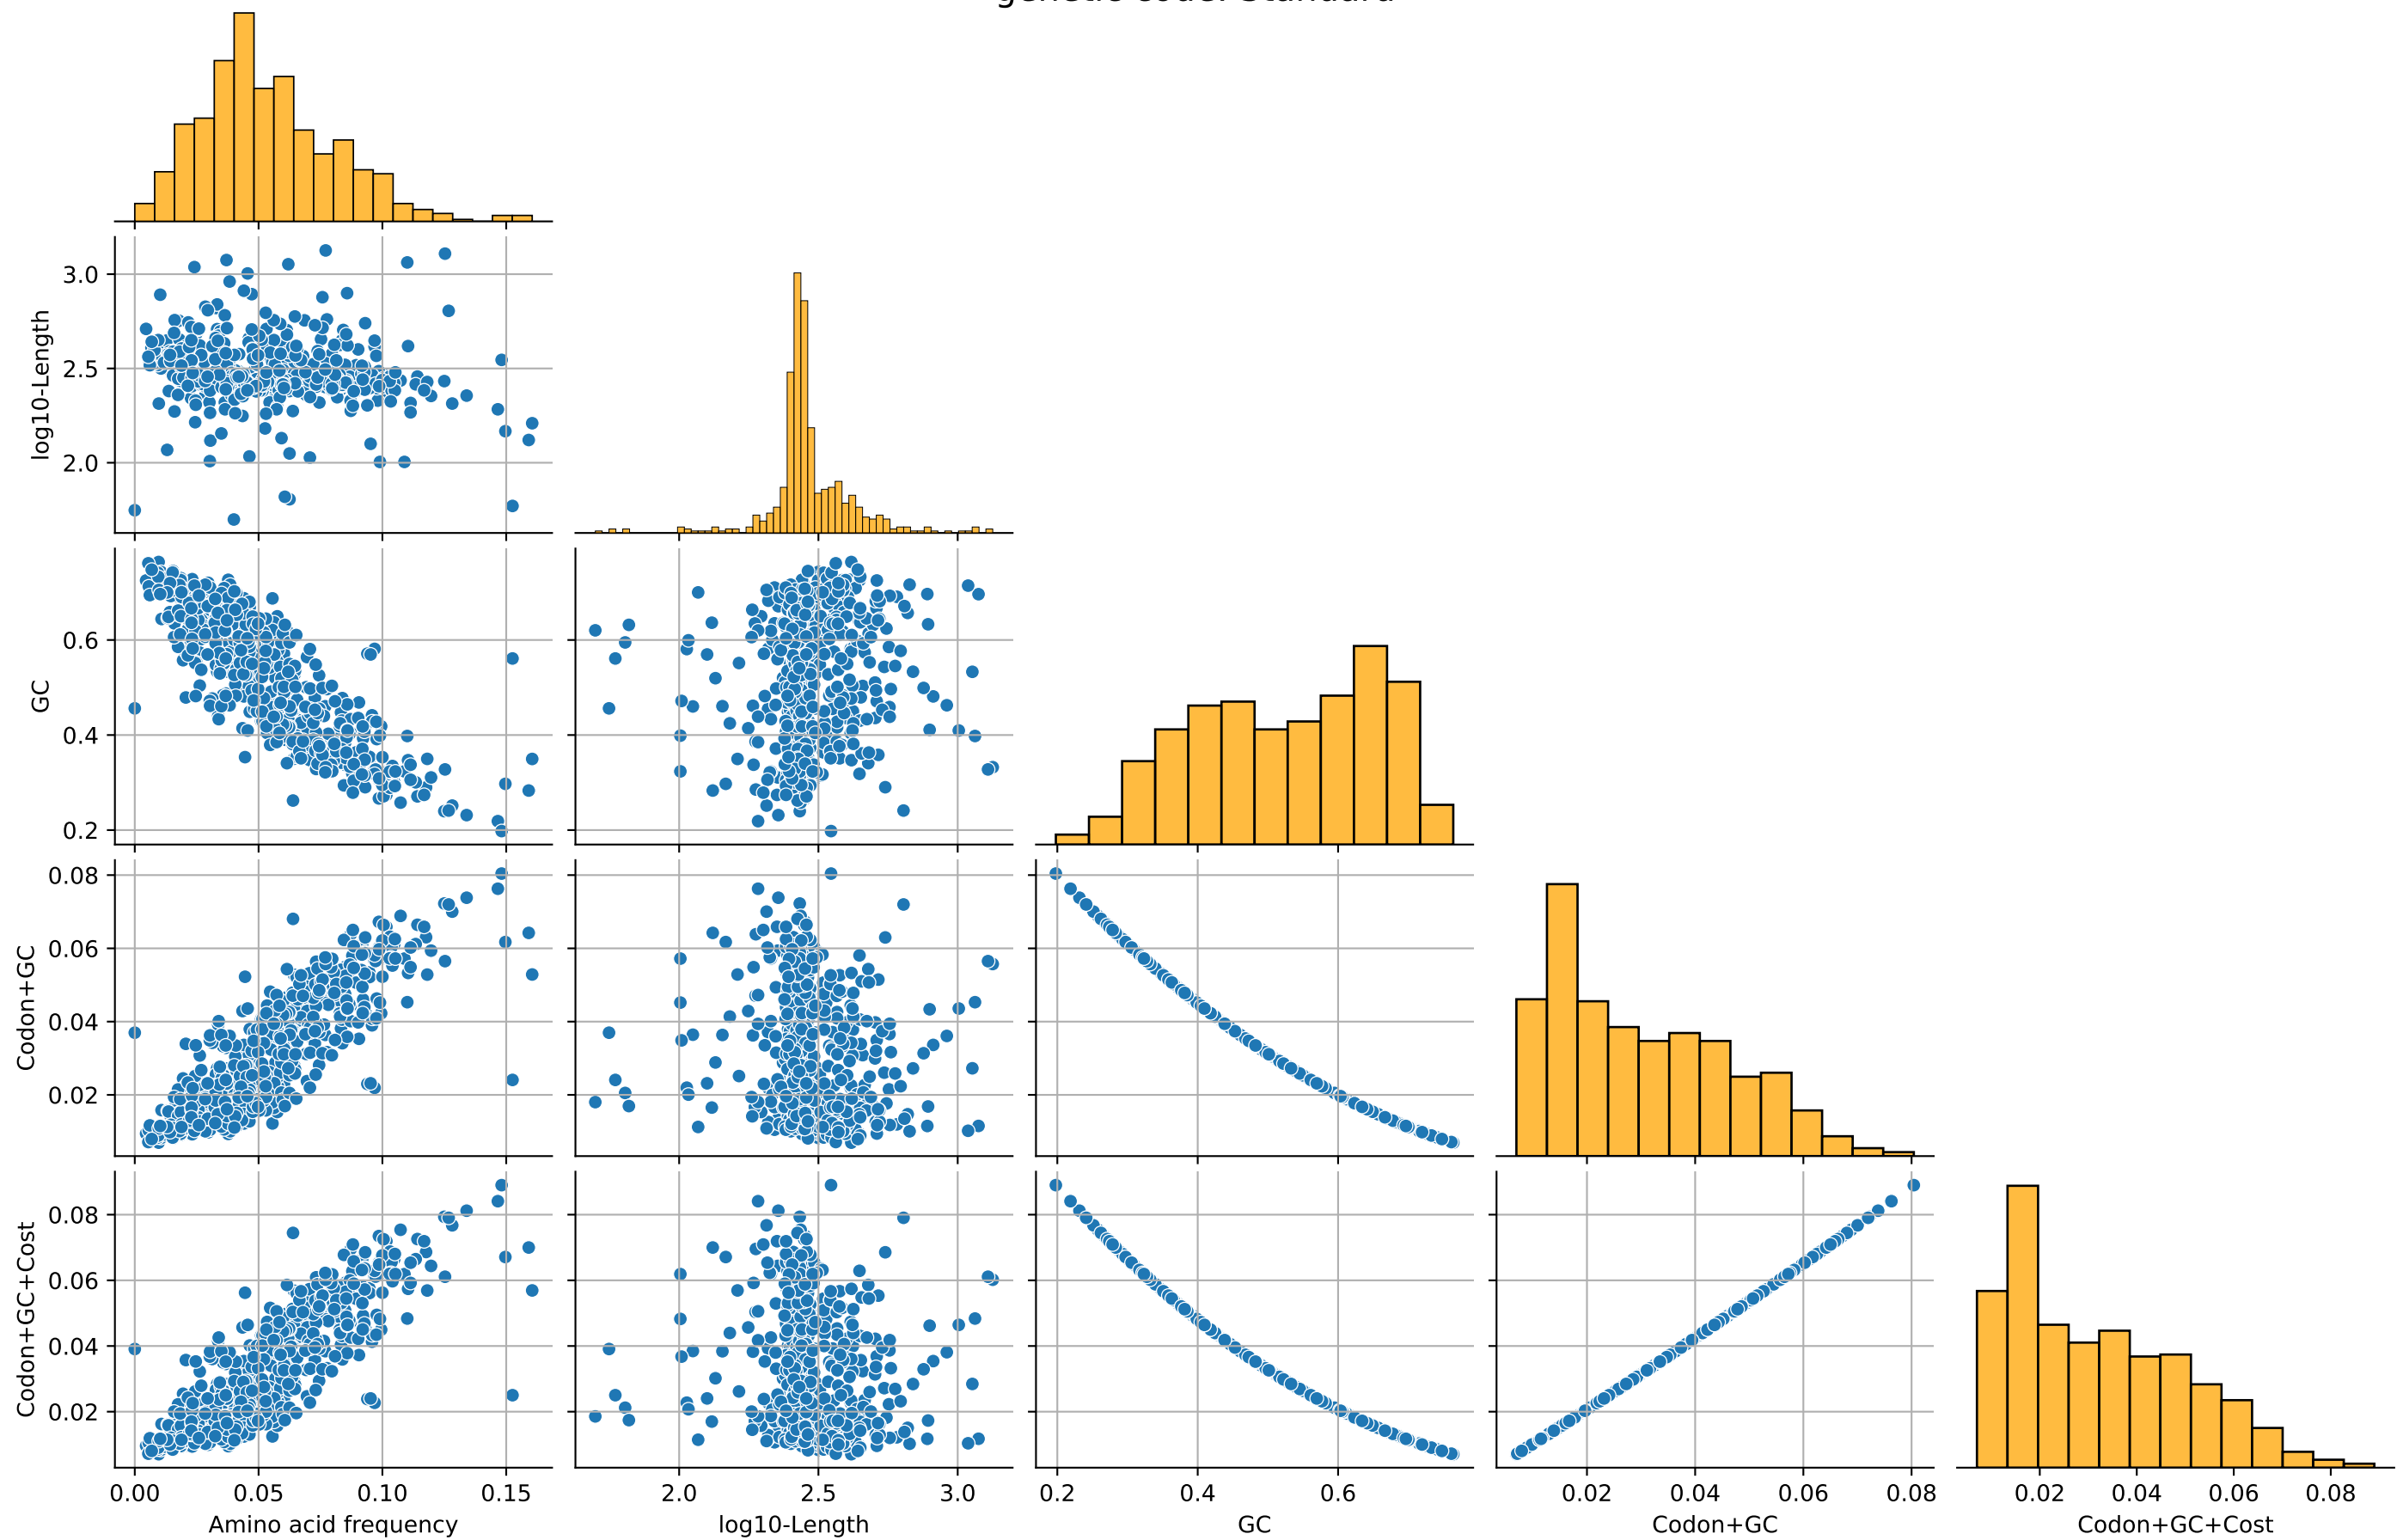 genetic code: Standard
log10-Length
3.0
2.5
2.0
GC
0.6
0.4
0.2
Codon+GC
0.08
0.06
0.04
0.02
Codon+GC+Cost
0.08
0.06
0.04
0.02
0.00 0.05 0.10 0.15 2.0 2.5 3.0 0.2 0.4 0.6 0.02 0.04 0.06 0.08 0.02 0.04 0.06 0.08
Amino acid frequency log10-Length GC Codon+GC Codon+GC+Cost